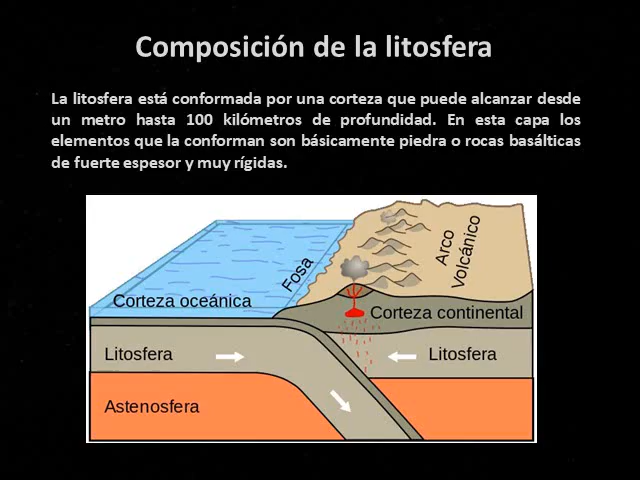 Composición de la litosfera
La litosfera está conformada por una corteza que puede alcanzar desde
un metro hasta 100 kilómetros de profundidad. En esta capa los
elementos que la conforman son básicamente piedra o rocas basálticas
de fuerte espesor y muy rígidas.
Fosa
Arco
Volcánico
Corteza oceánica
Corteza continental
Litosfera
Litosfera
Astenosfera